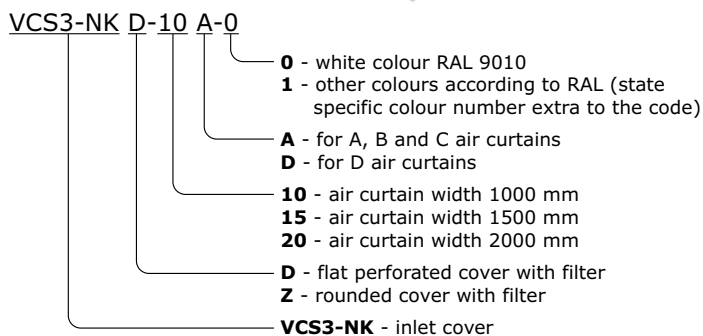 VCS3-NK D-10 A-0
0 - white colour RAL 9010
1 - other colours according to RAL (state
specific colour number extra to the code)
A - for A, B and C air curtains
D - for D air curtains
10 - air curtain width 1000 mm
15 - air curtain width 1500 mm
20 - air curtain width 2000 mm
D - flat perforated cover with filter
Z - rounded cover with filter
VCS3-NK - inlet cover